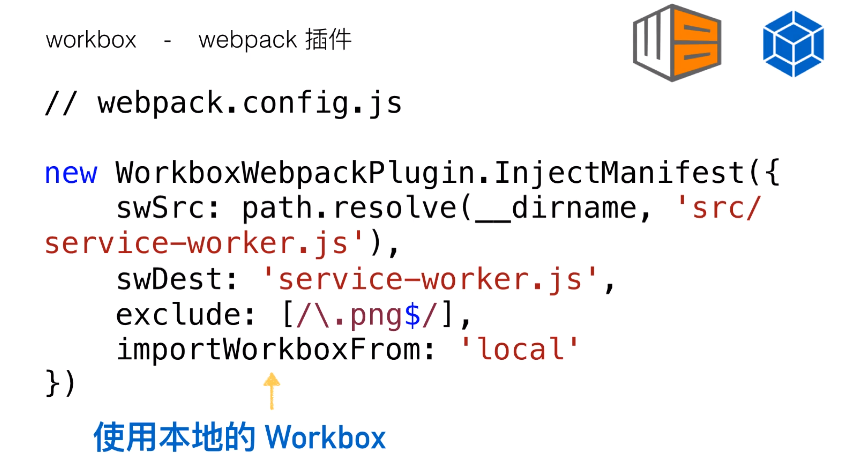 workbox - webpack 插件
// webpack.config.js
new WorkboxWebpackPlugin.InjectManifest({
    swSrc: path.resolve(__dirname, 'src/
service-worker.js'),
    swDest: 'service-worker.js',
    exclude: [/\.png$/],
    importWorkboxFrom: 'local'
})
使用本地的 Workbox